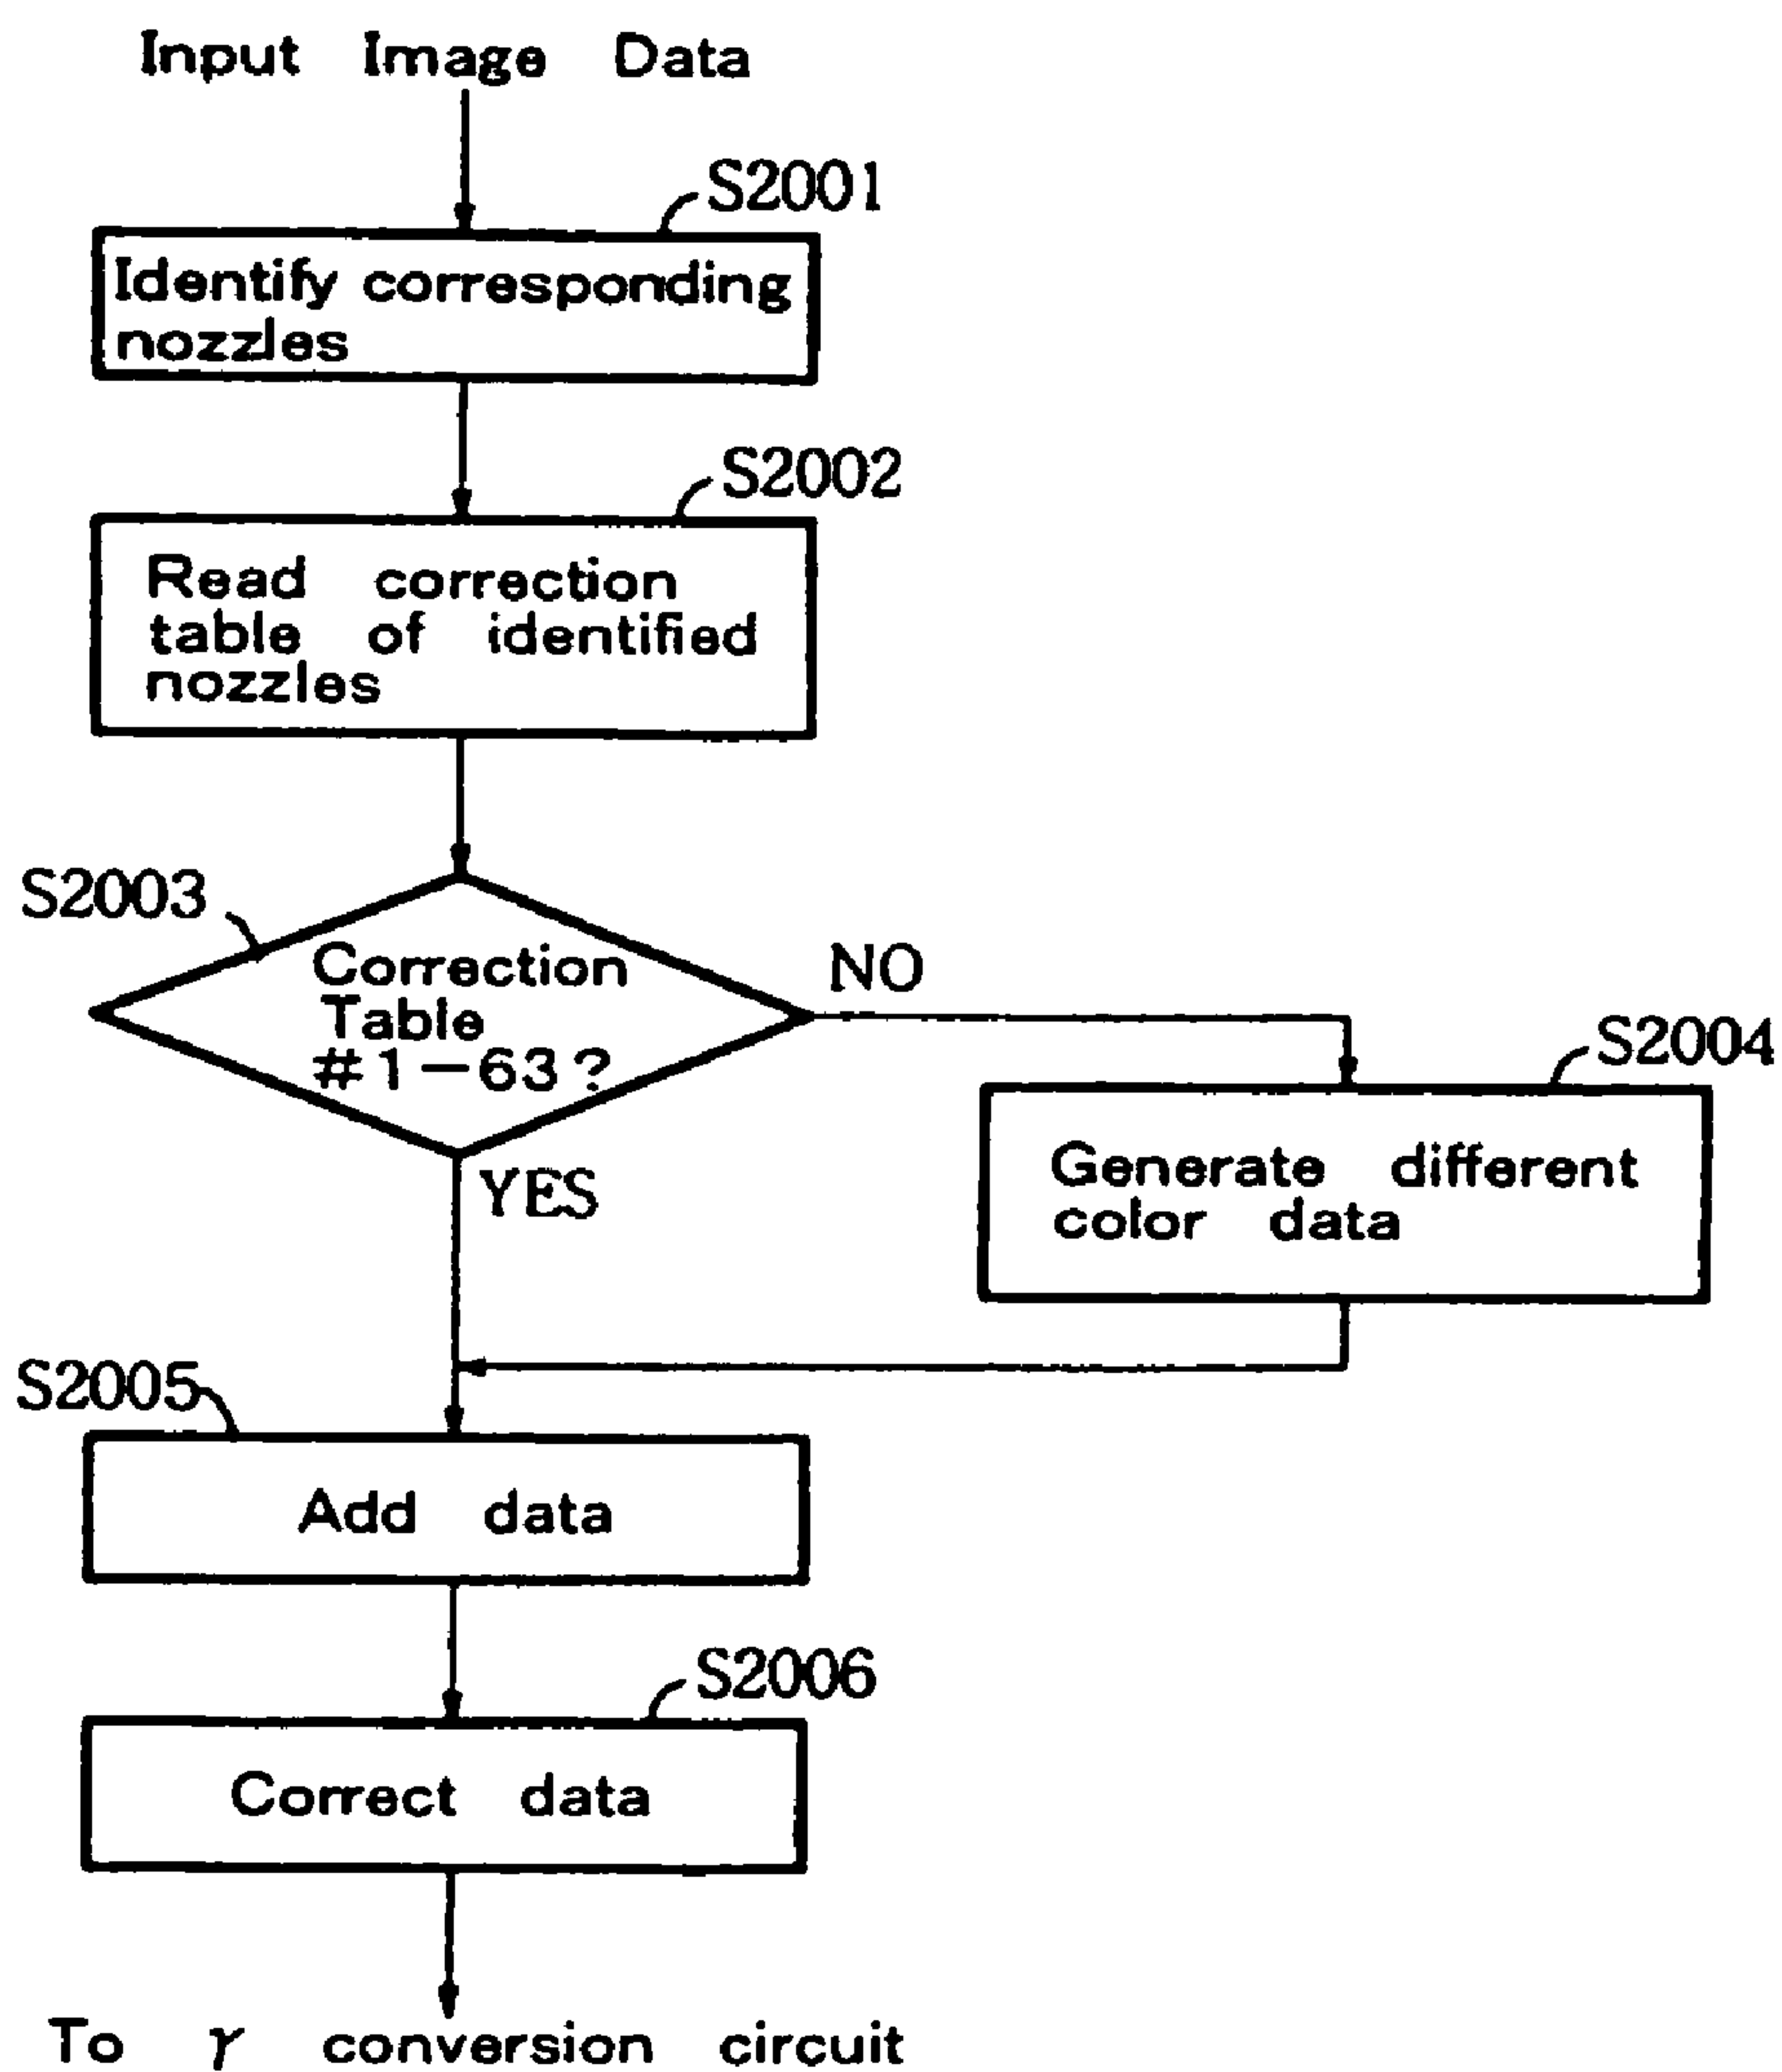 Input Image Data
S2001
Identify corresponding
nozzles
S2002
Read correction
table of identified
nozzles
S2003
Correction
Table
#1-63?
NO
YES
S2004
Generate different
color data
S2005
Add data
S2006
Correct data
To γ conversion circuit